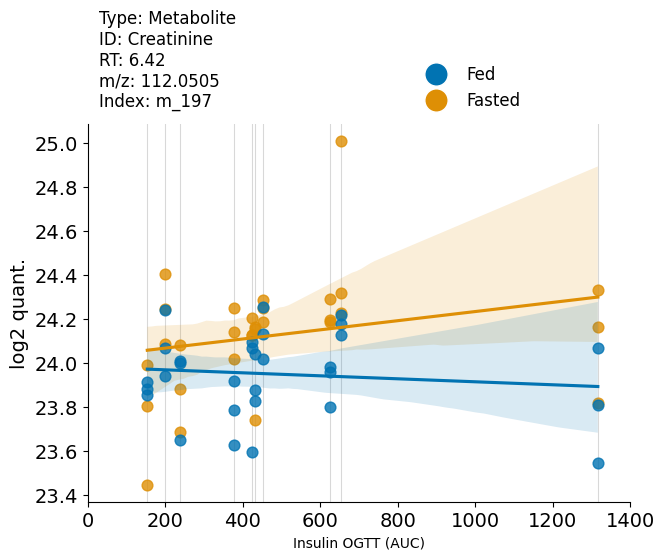 Type: Metabolite
ID: Creatinine
RT: 6.42
m/z: 112.0505
Index: m_197
Fed
Fasted
25.0
24.8
24.6
24.4
24.2
24.0
23.8
23.6
23.4
log2 quant.
0 200 400 600 800 1000 1200 1400
Insulin OGTT (AUC)